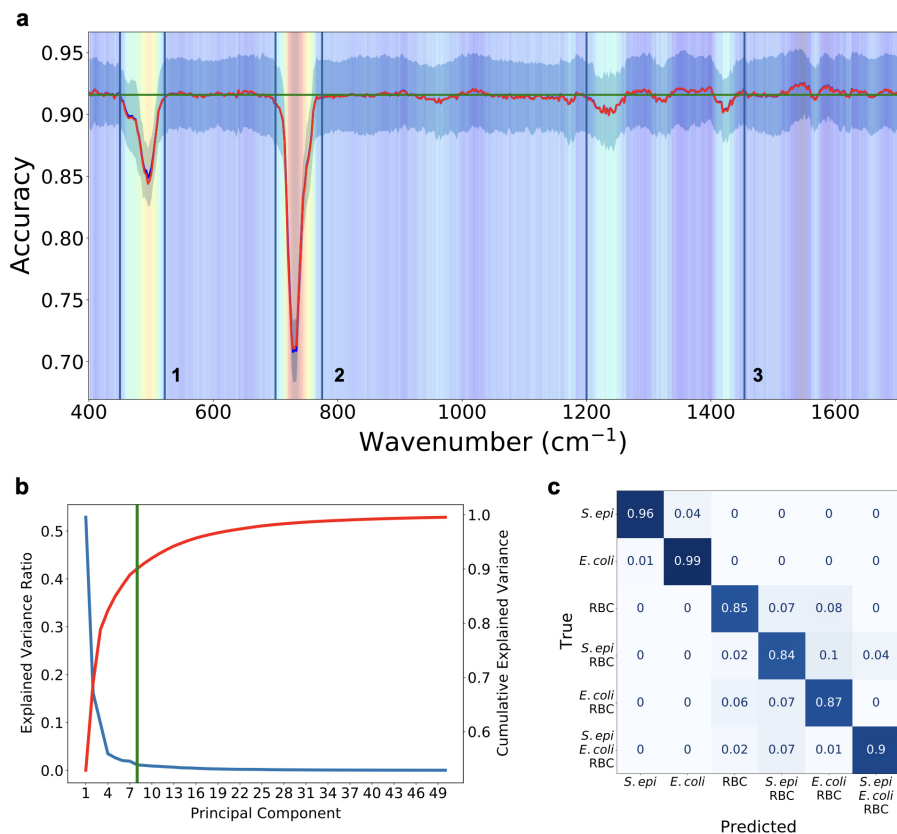 a
0.95
0.90
0.85
0.80
0.75
0.70
Accuracy
1
2
3
400 600 800 1000 1200 1400 1600
Wavenumber (cm⁻¹)
b
0.5
0.4
0.3
0.2
0.1
0.0
Explained Variance Ratio
1.0
0.9
0.8
0.7
0.6
Cumulative Explained Variance
1 4 7 10 13 16 19 22 25 28 31 34 37 40 43 46 49
Principal Component
c
S. epi 0.96 0.04 0 0 0 0
E. coli 0.01 0.99 0 0 0 0
RBC 0 0 0.85 0.07 0.08 0
S. epi
RBC 0 0 0.02 0.84 0.1 0.04
E. coli
RBC 0 0 0.06 0.07 0.87 0
S. epi
E. coli
RBC 0 0 0.02 0.07 0.01 0.9
True
S. epi E. coli RBC S. epi E. coli S. epi
RBC RBC E. coli
RBC
Predicted